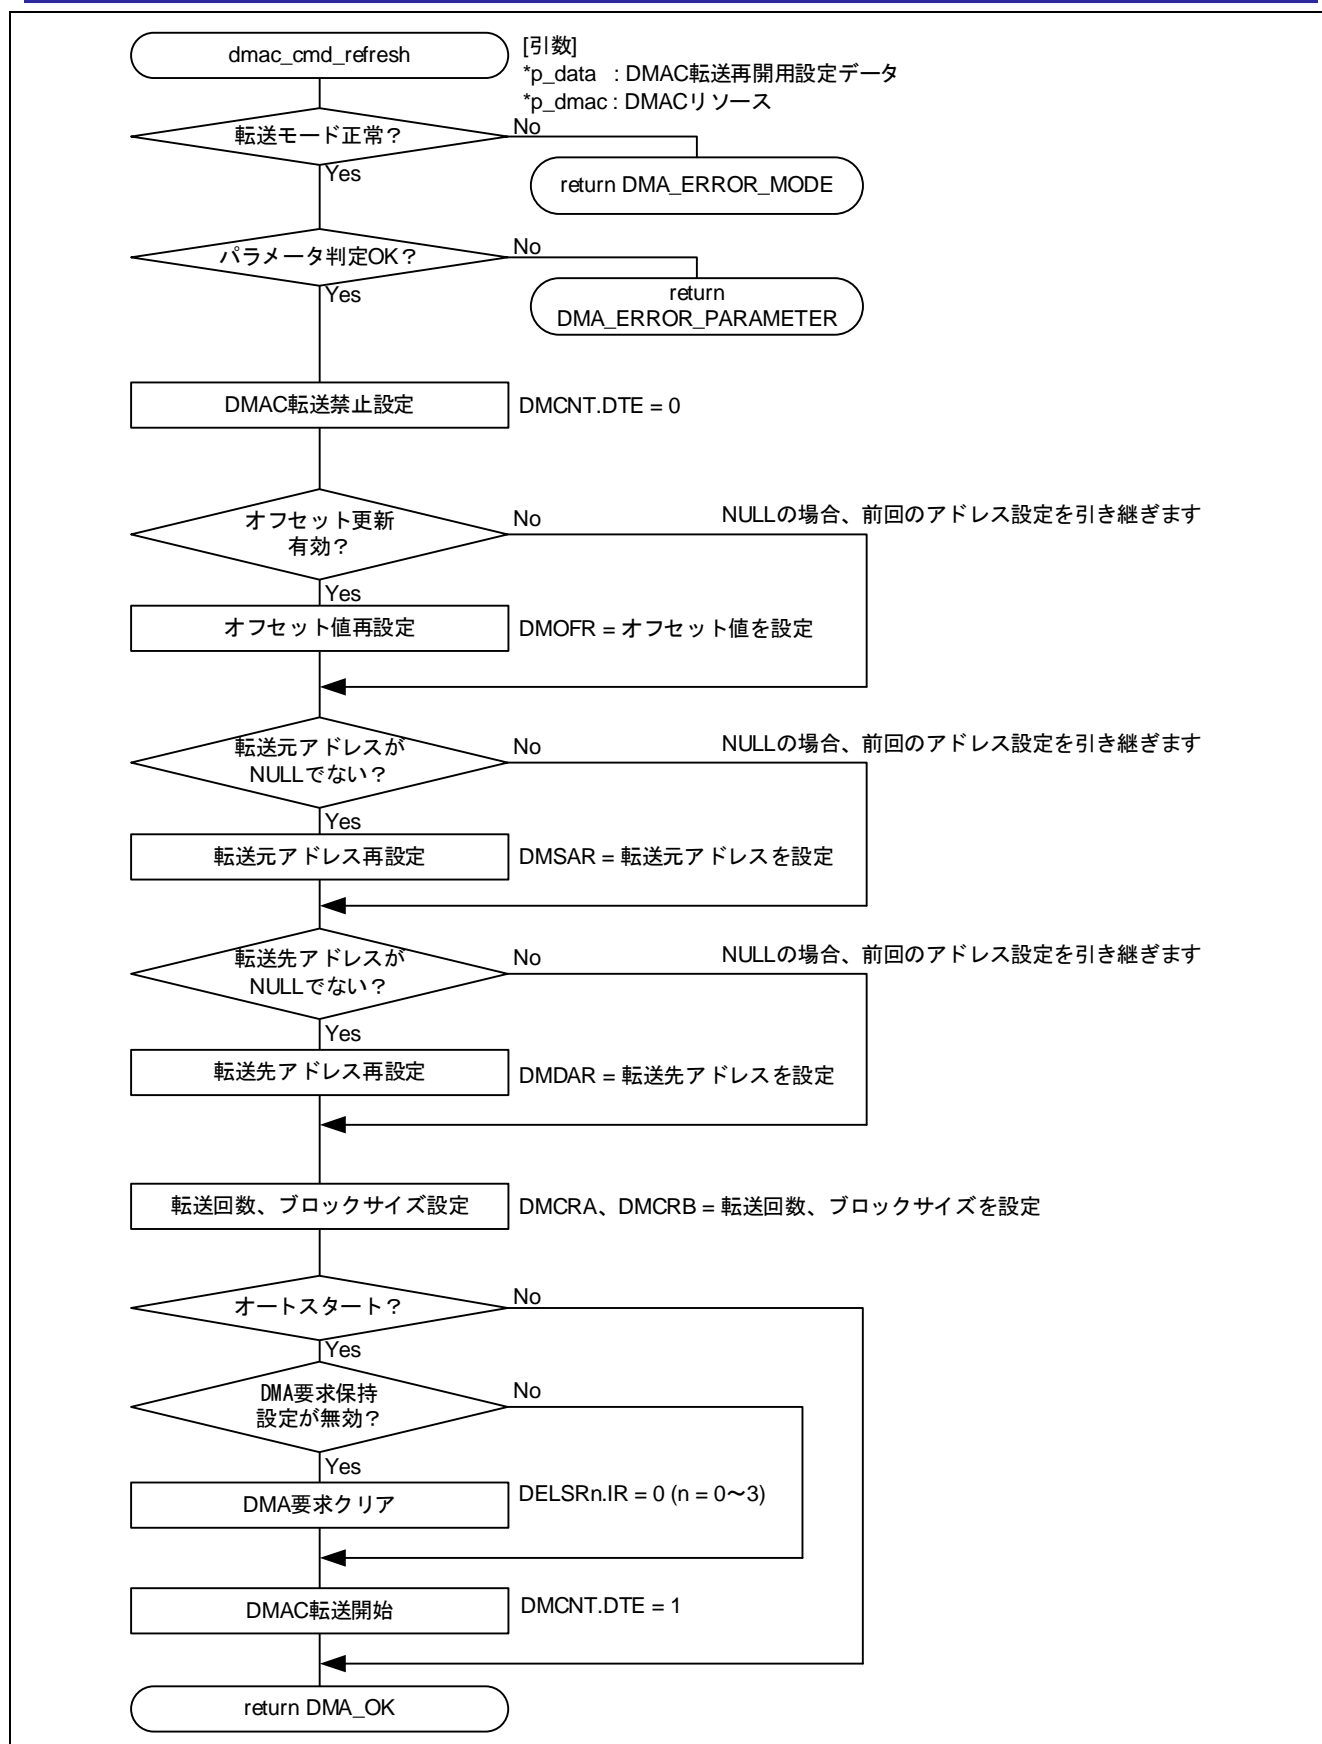 dmac_cmd_refresh
[引数]
*p_data : DMAC転送再開用設定データ
*p_dmac : DMACリソース
転送モード正常？
No
Yes
return DMA_ERROR_MODE
パラメータ判定OK？
No
Yes
return
DMA_ERROR_PARAMETER
DMAC転送禁止設定
DMCNT.DTE = 0
オフセット更新
有効？
No
NULLの場合、前回のアドレス設定を引き継ぎます
Yes
オフセット値再設定
DMOFR = オフセット値を設定
転送元アドレスが
NULLでない？
No
NULLの場合、前回のアドレス設定を引き継ぎます
Yes
転送元アドレス再設定
DMSAR = 転送元アドレスを設定
転送先アドレスが
NULLでない？
No
NULLの場合、前回のアドレス設定を引き継ぎます
Yes
転送先アドレス再設定
DMDAR = 転送先アドレスを設定
転送回数、ブロックサイズ設定
DMCRA、DMCRB = 転送回数、ブロックサイズを設定
オートスタート？
No
Yes
DMA要求保持
設定が無効？
No
Yes
DMA要求クリア
DELSRn.IR = 0 (n = 0～3)
DMAC転送開始
DMCNT.DTE = 1
return DMA_OK